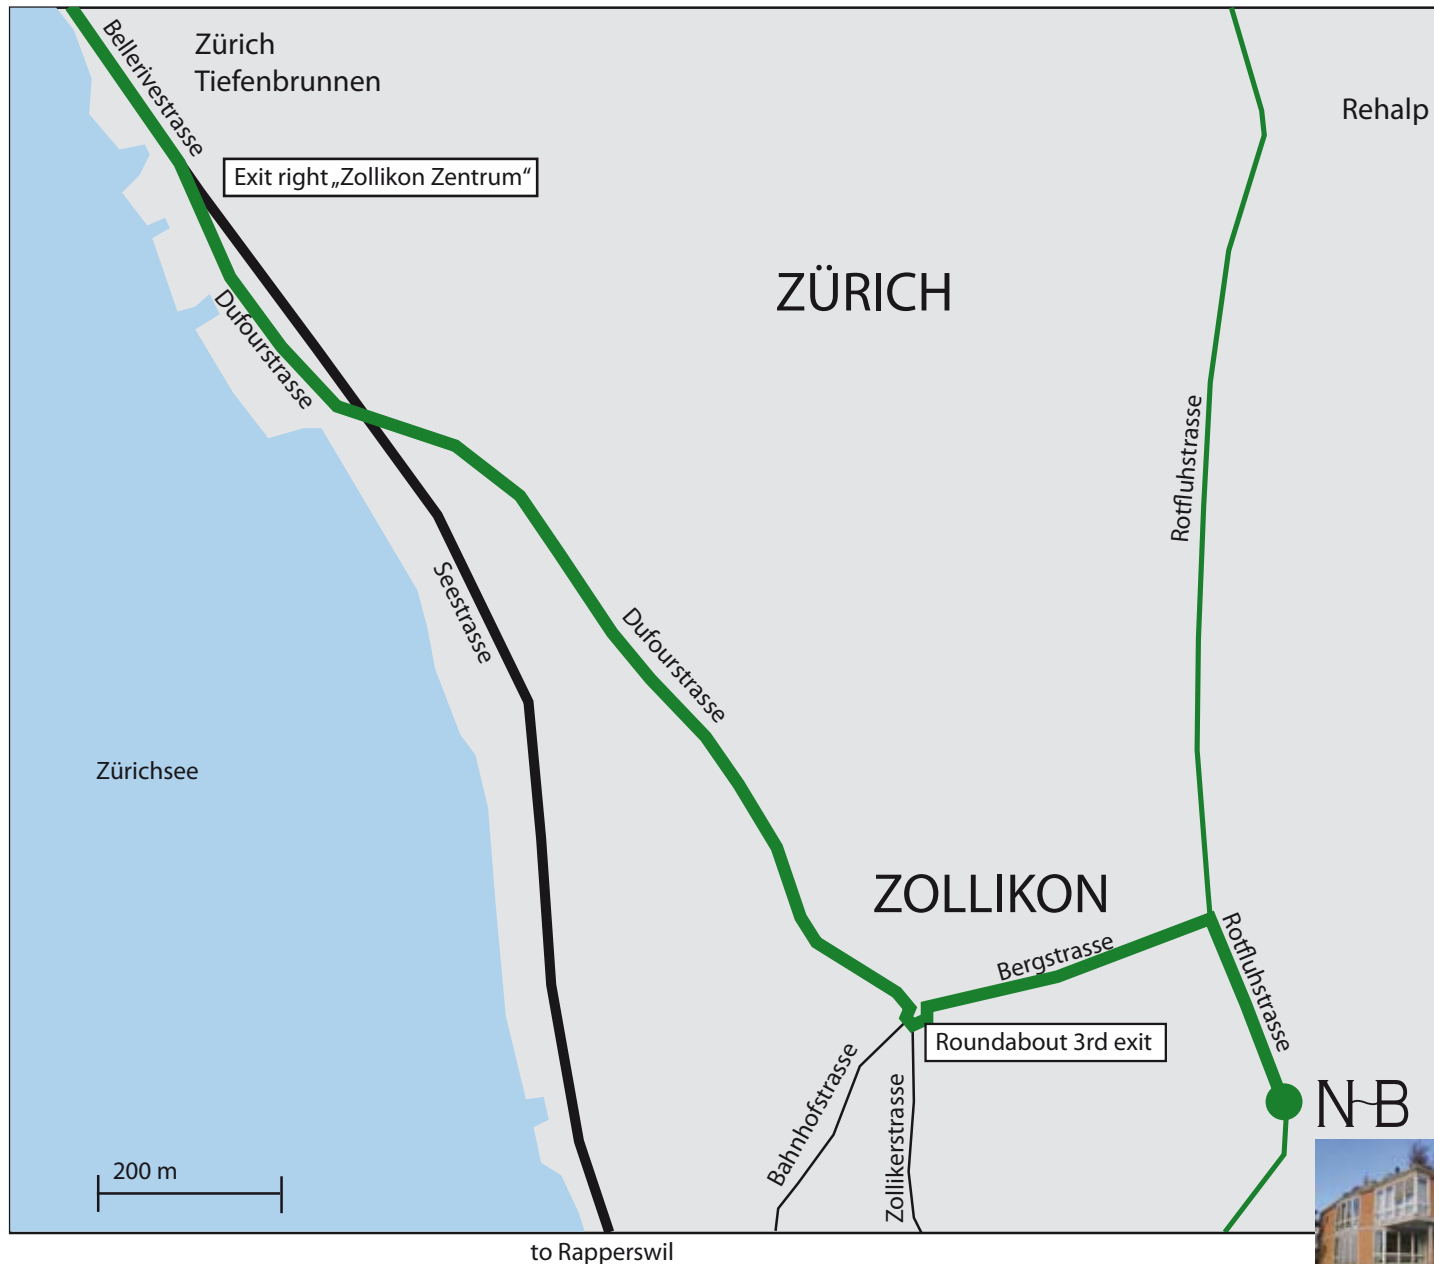 Bellerivestrasse
Zürich
Tiefenbrunnen
Rehalp
Exit right „Zollikon Zentrum“
ZÜRICH
Dufourstrasse
Rotfluhstrasse
Seestrasse
Dufourstrasse
Zürichsee
ZOLLIKON
Bergstrasse
Rotfluhstrasse
Roundabout 3rd exit
Bahnhofstrasse
Zollikerstrasse
N~B
200 m
to Rapperswil